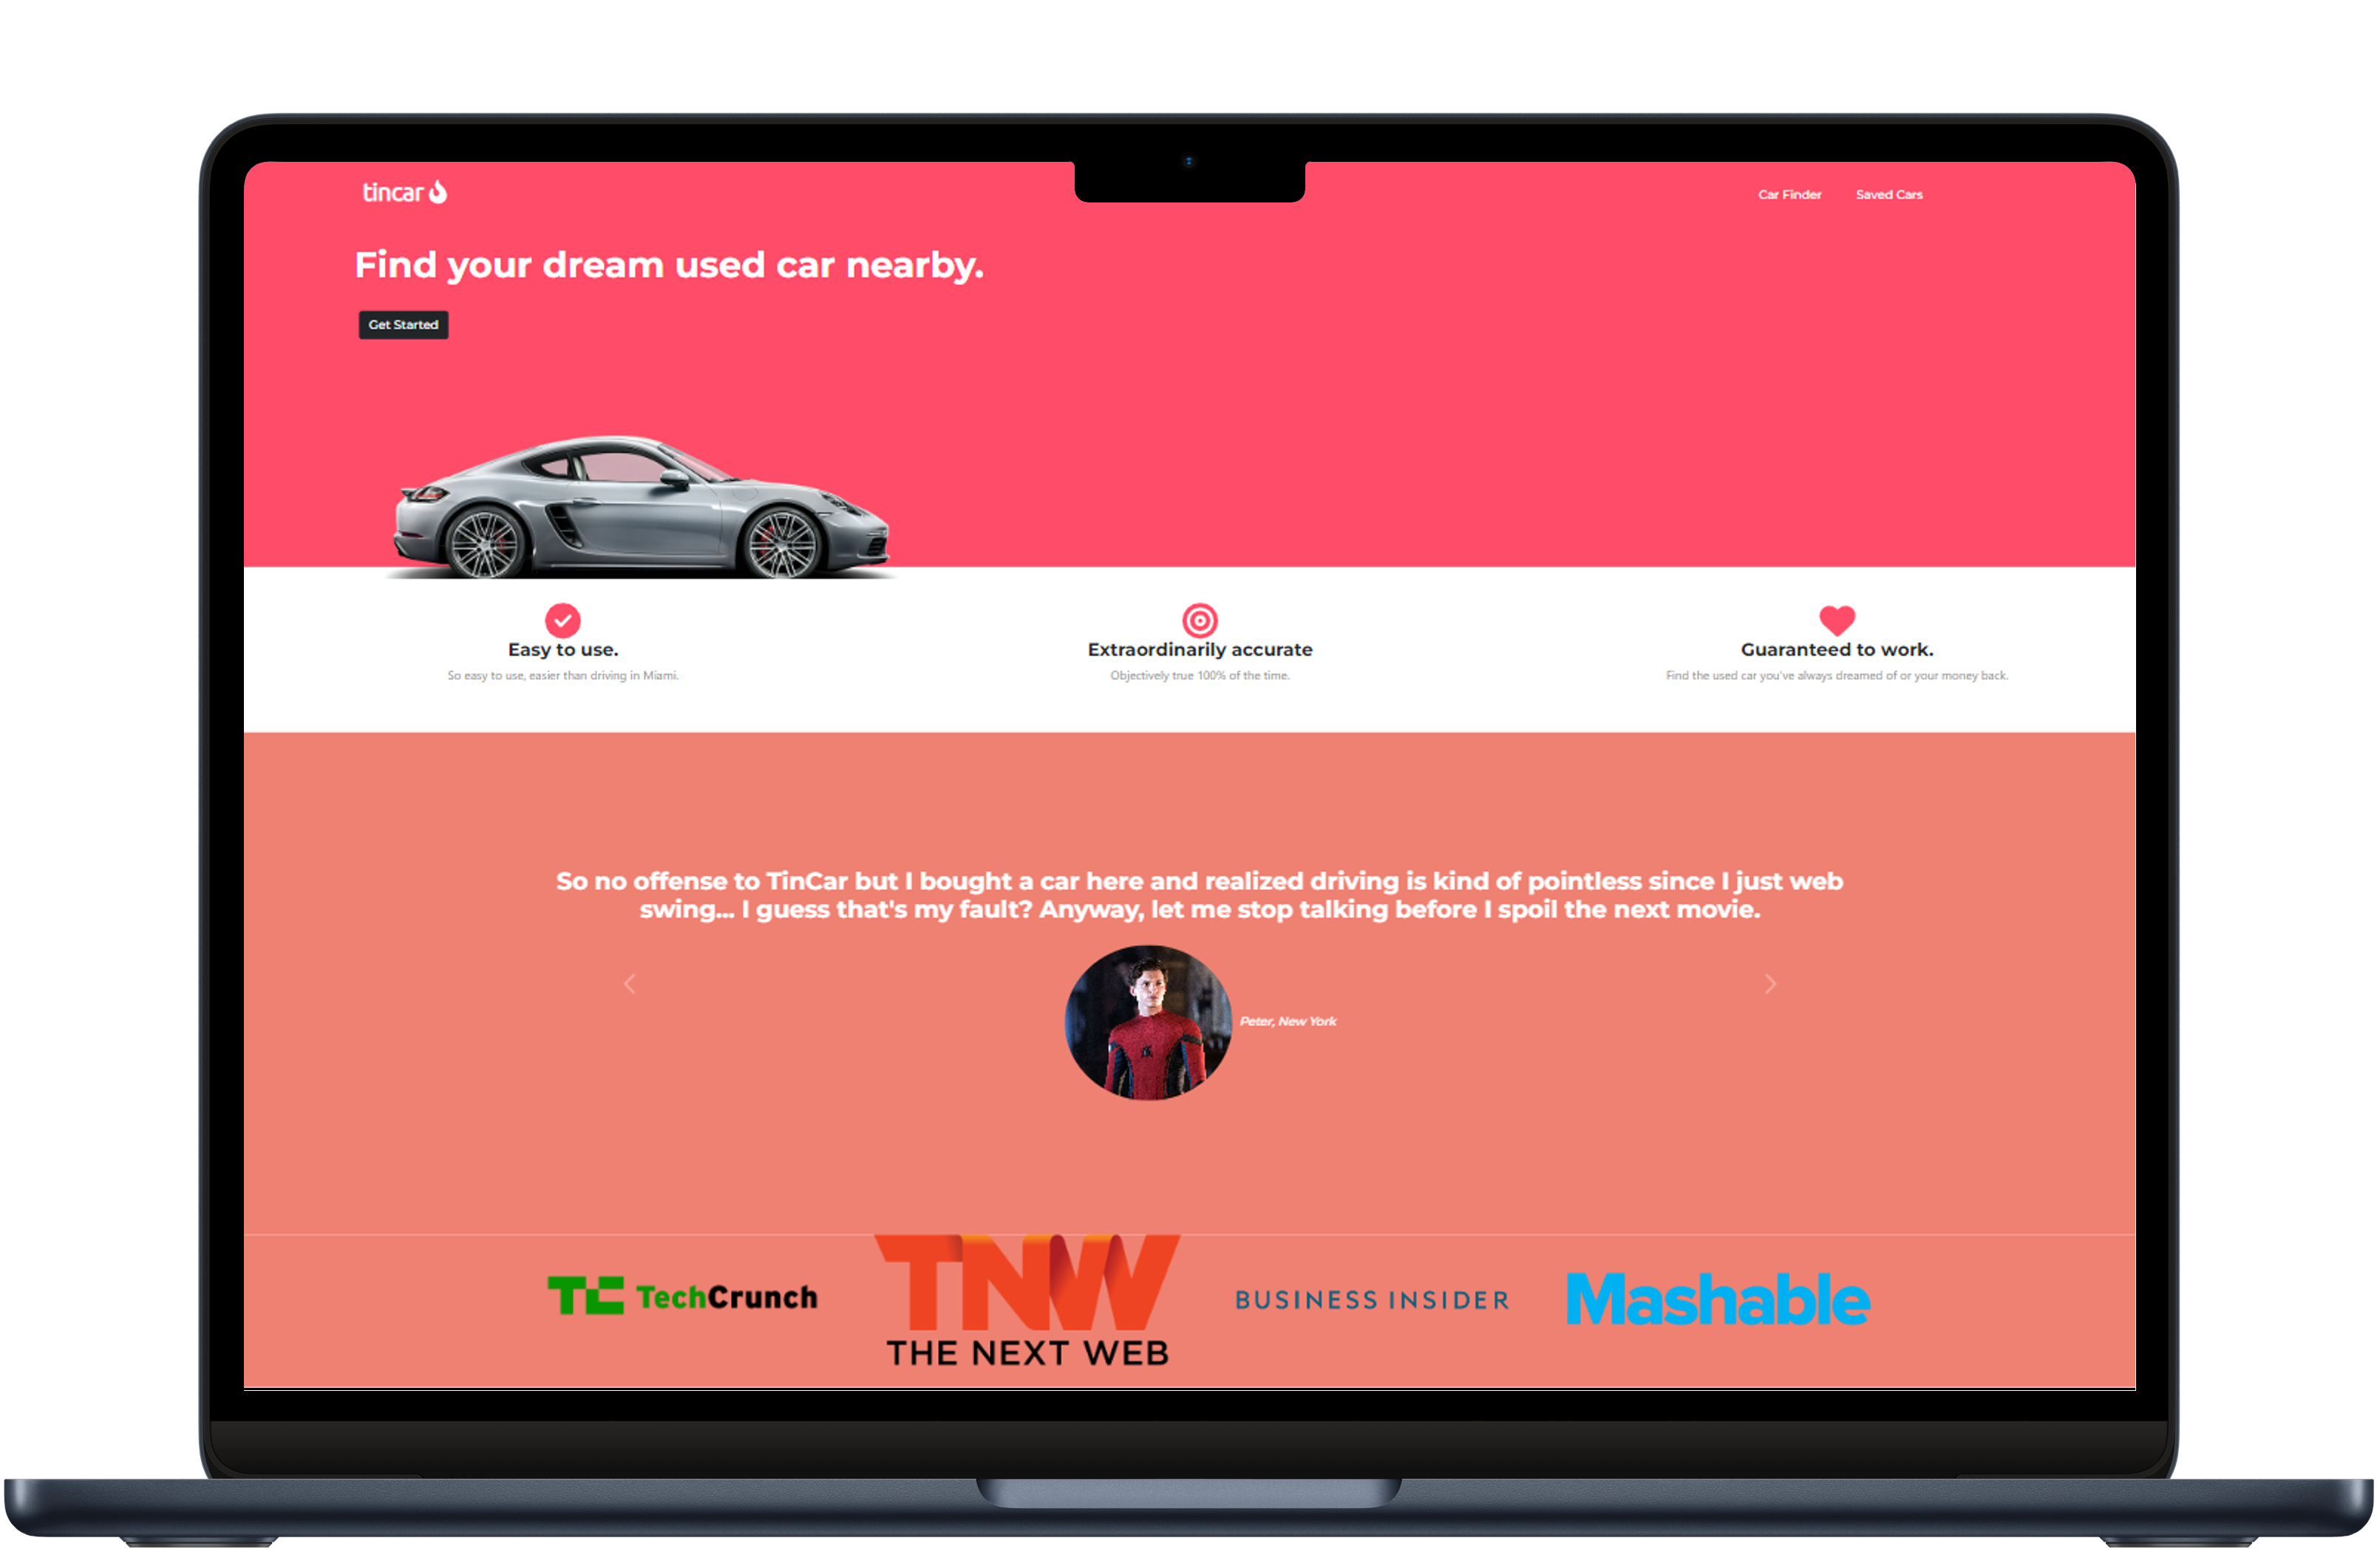 tincar
Car Finder
Saved Cars
Find your dream used car nearby.
Get Started
Easy to use.
So easy to use, easier than driving in Miami.
Extraordinarily accurate
Objectively true 100% of the time.
Guaranteed to work.
Find the used car you've always dreamed of or your money back.
So no offense to TinCar but I bought a car here and realized driving is kind of pointless since I just web
swing... I guess that's my fault? Anyway, let me stop talking before I spoil the next movie.
Peter, New York
TC TechCrunch
TNW
THE NEXT WEB
BUSINESS INSIDER
Mashable